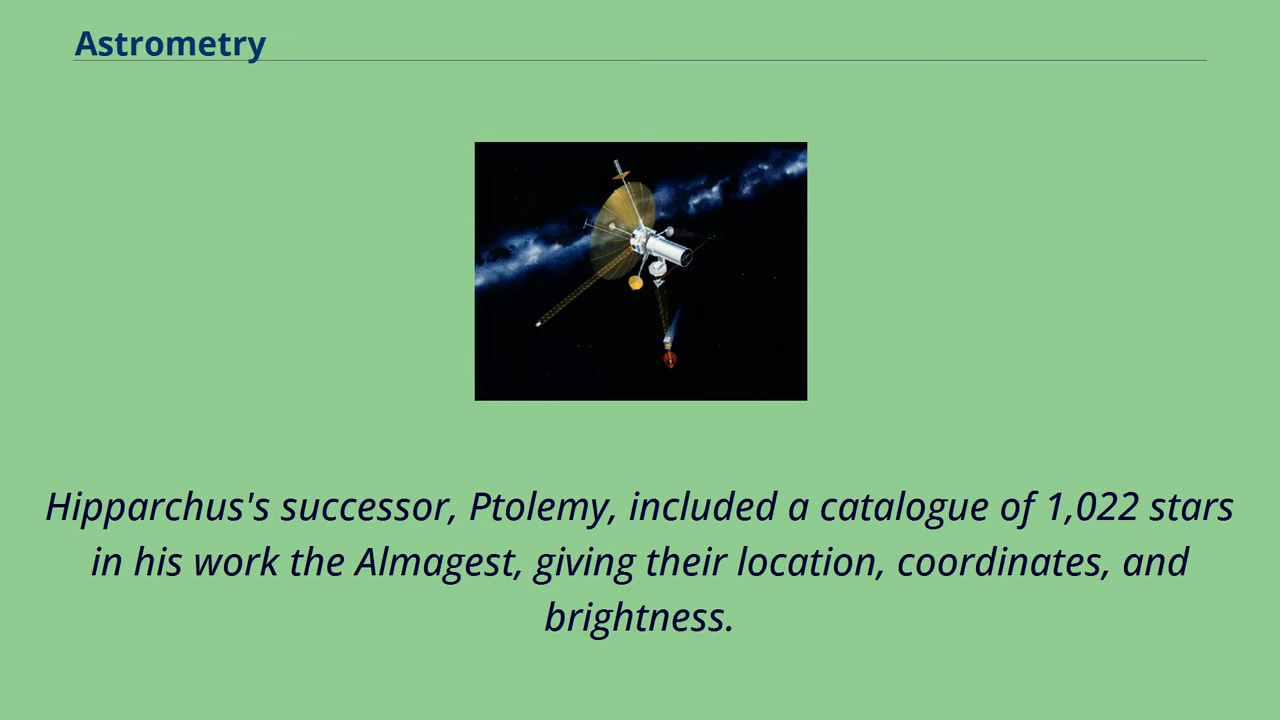 Astrometry
Hipparchus's successor, Ptolemy, included a catalogue of 1,022 stars
in his work the Almagest, giving their location, coordinates, and
brightness.